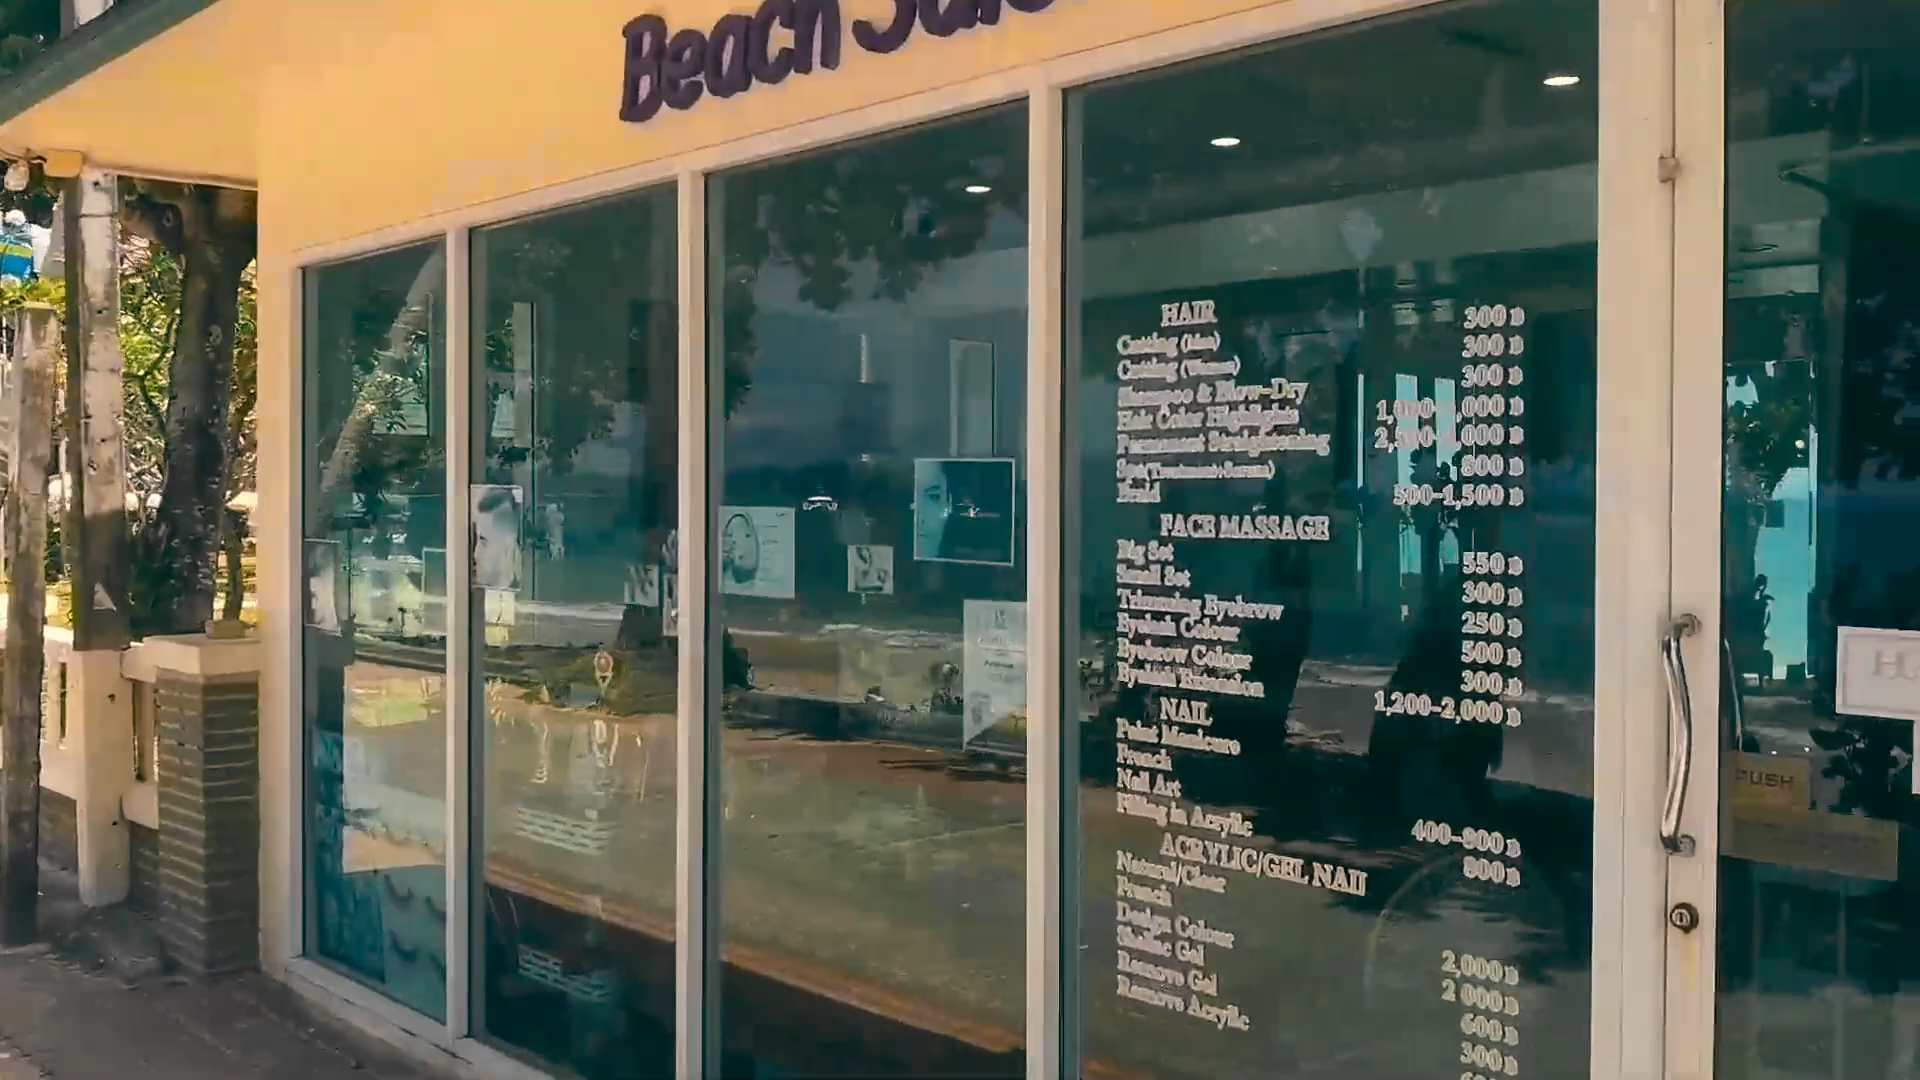 Beach
HAIR
300 ฿
Cutting (Men)
300 ฿
Cutting (Women)
300 ฿
Shampoo & Blow-Dry
Hair Color Highlights
Permanent Straightening
Spa(Treatment+Serum)
800 ฿
Braid
500-1,500 ฿
FACE MASSAGE
Big Set
550 ฿
Small Set
300 ฿
Trimming Eyebrow
250 ฿
Eyelash Colour
500 ฿
Eyebrow Colour
300 ฿
Eyelash Extension
1,200-2,000 ฿
NAIL
Paint Manicure
French
Nail Art
Filling in Acrylic
400-800 ฿
ACRYLIC/GEL NAIL
800 ฿
Natural/Clear
French
Design Colour
Shellac Gel
2,000 ฿
Remove Gel
2 000 ฿
Remove Acrylic
600 ฿
300 ฿
PUSH